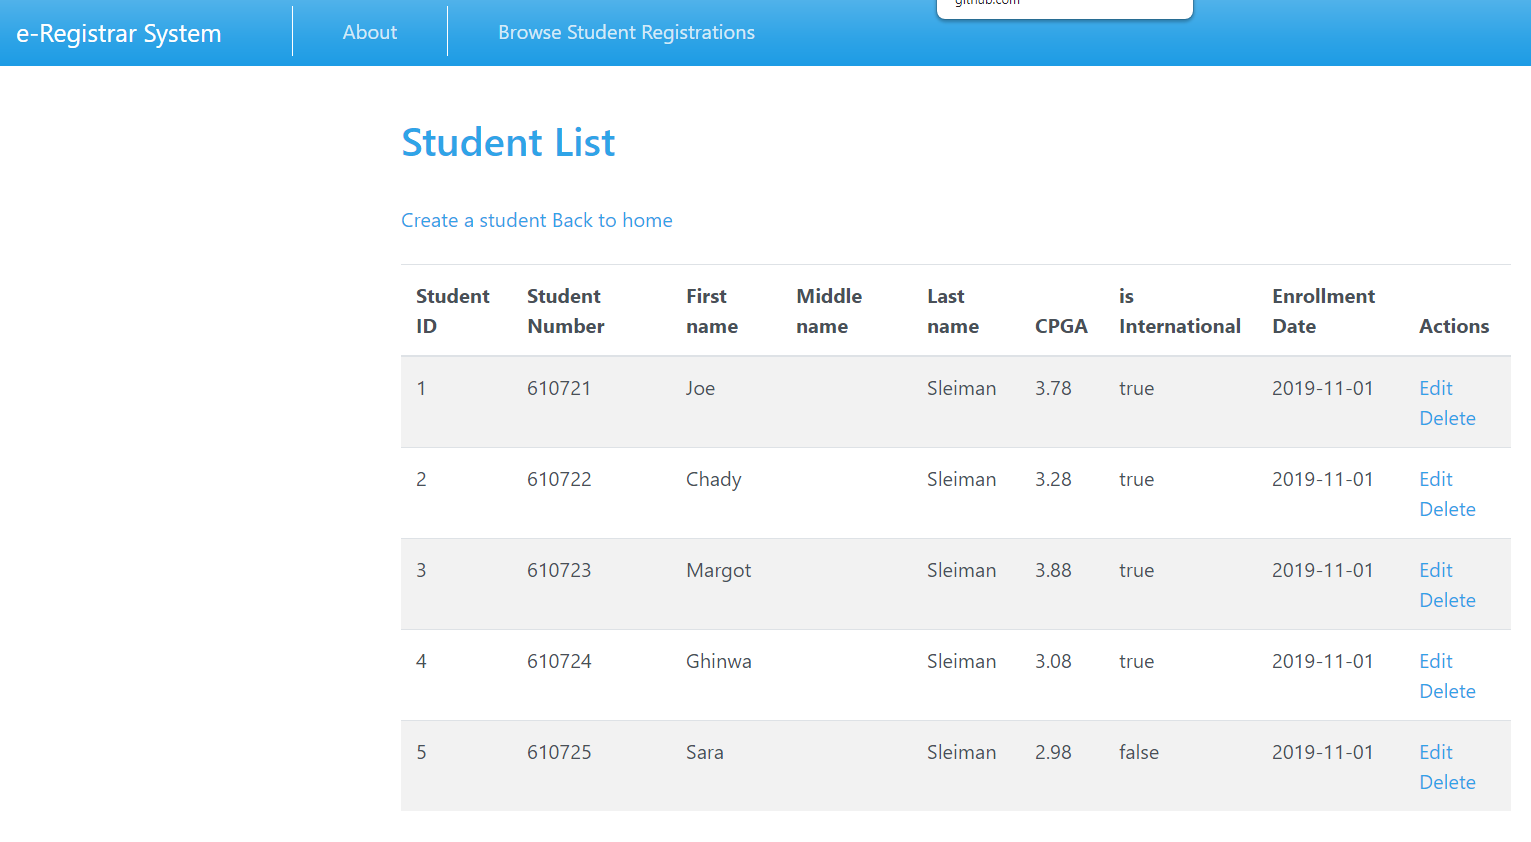 github.com
e-Registrar System About Browse Student Registrations
Student List
Create a student Back to home
Student ID Student Number First name Middle name Last name CPGA is International Enrollment Date Actions
1 610721 Joe Sleiman 3.78 true 2019-11-01 Edit
Delete
2 610722 Chady Sleiman 3.28 true 2019-11-01 Edit
Delete
3 610723 Margot Sleiman 3.88 true 2019-11-01 Edit
Delete
4 610724 Ghinwa Sleiman 3.08 true 2019-11-01 Edit
Delete
5 610725 Sara Sleiman 2.98 false 2019-11-01 Edit
Delete